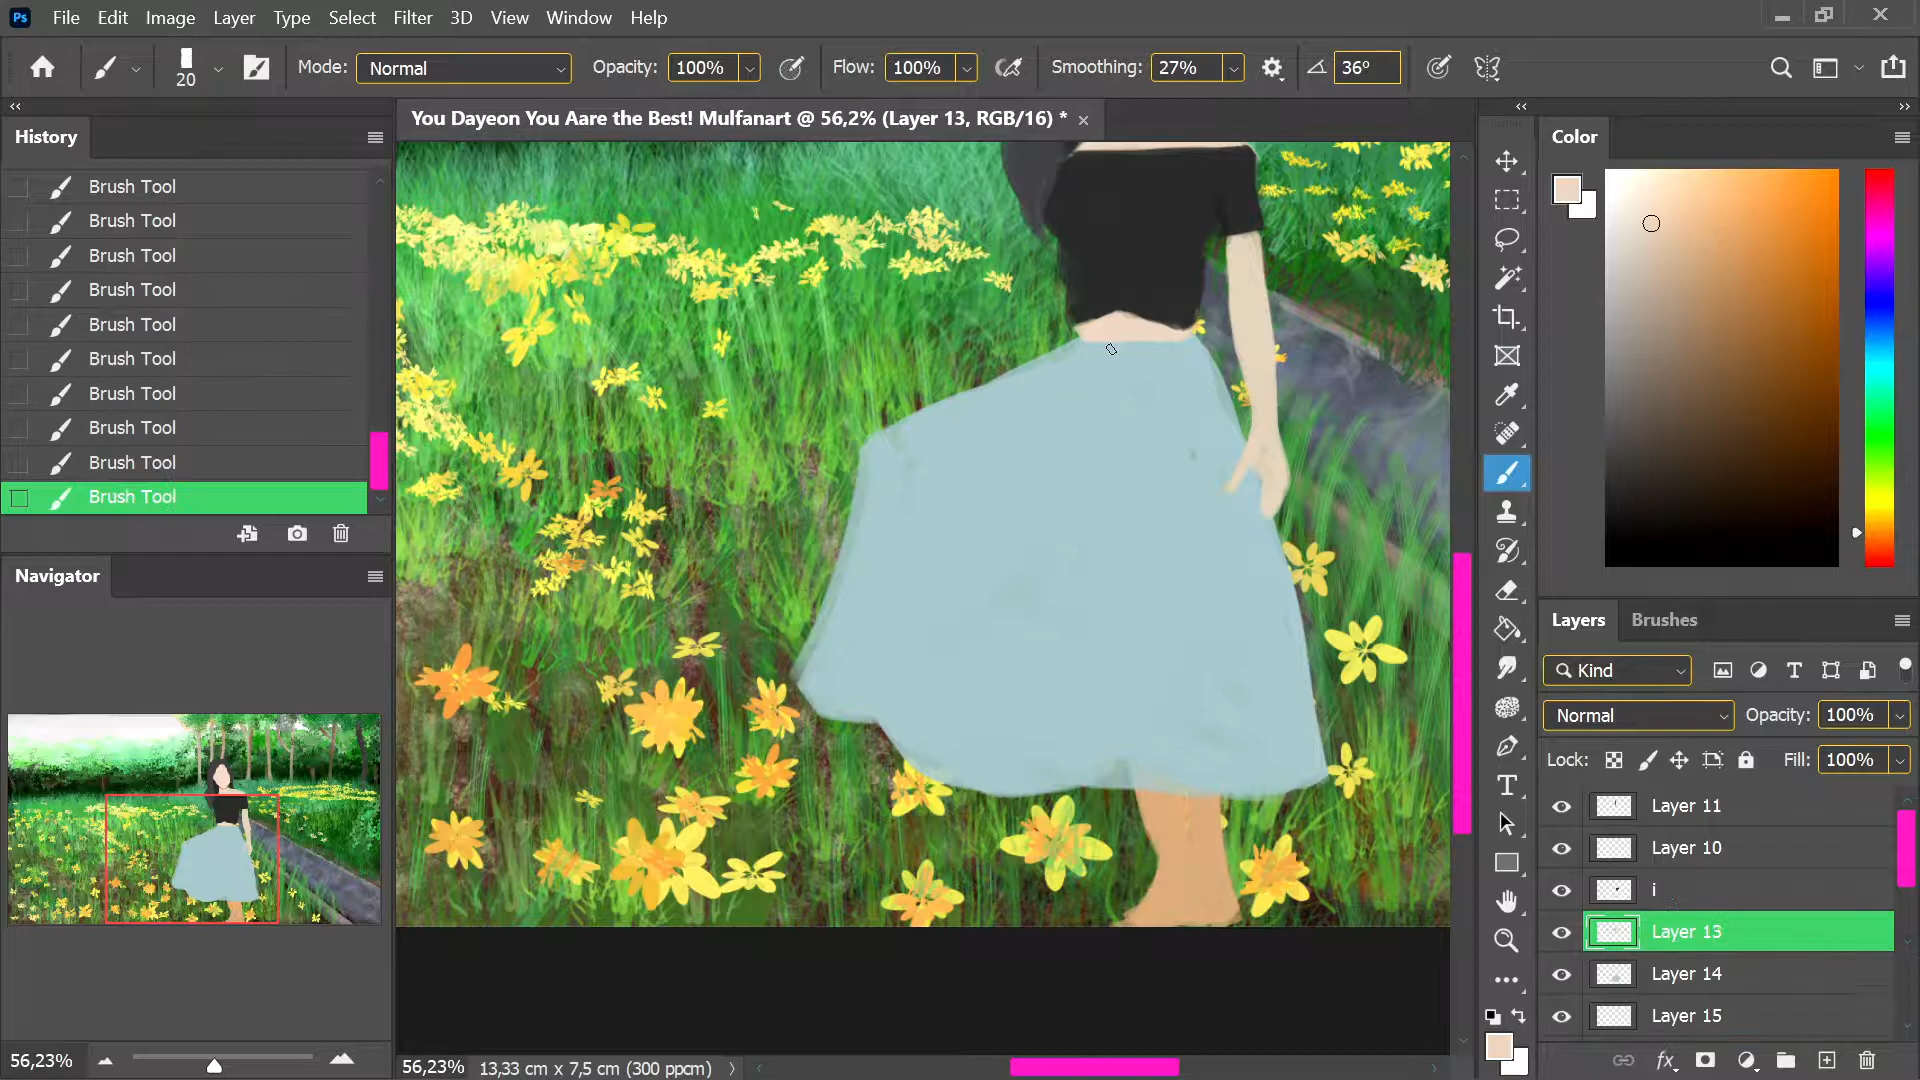 Ps File Edit Image Layer Type Select Filter 3D View Window Help
20 Mode: Normal Opacity: 100% Flow: 100% Smoothing: 27% 36°
History
You Dayeon You Aare the Best! Mulfanart @ 56,2% (Layer 13, RGB/16) *
Color
Brush Tool
Brush Tool
Brush Tool
Brush Tool
Brush Tool
Brush Tool
Brush Tool
Brush Tool
Brush Tool
Brush Tool
Navigator
Layers Brushes
Kind
Normal Opacity: 100%
Lock: Fill: 100%
Layer 11
Layer 10
i
Layer 13
Layer 14
Layer 15
56,23%
56,23% 13,33 cm x 7,5 cm (300 ppcm)
fx